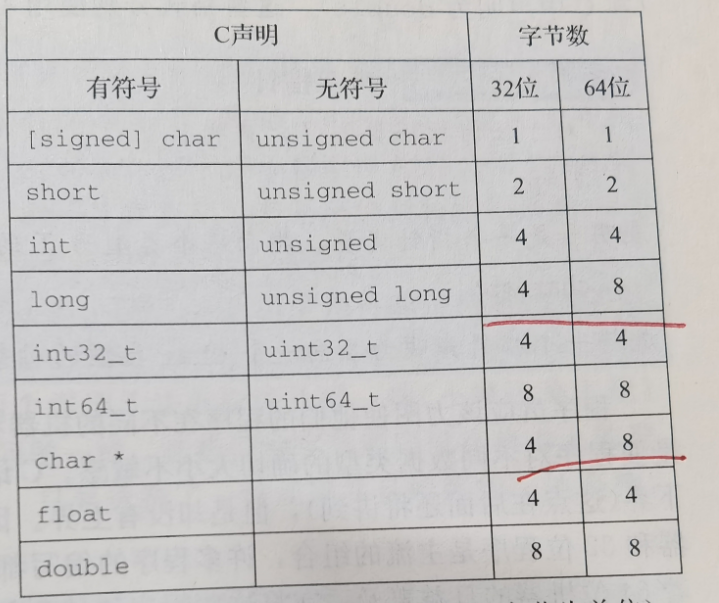 C声明 字节数
有符号 无符号 32位 64位
[signed] char unsigned char 1 1
short unsigned short 2 2
int unsigned 4 4
long unsigned long 4 8
int32_t uint32_t 4 4
int64_t uint64_t 8 8
char * 4 8
float 4 4
double 8 8